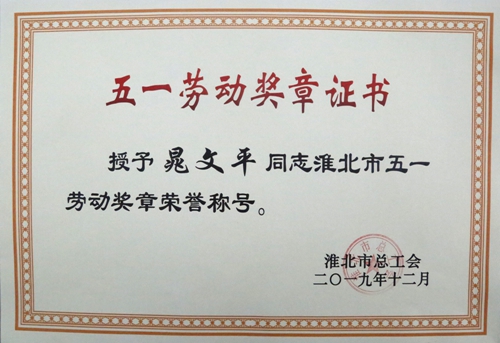 五一劳动奖章证书
授予晁文平同志淮北市五一
劳动奖章荣誉称号。
淮北市总工会
二〇一九年十二月